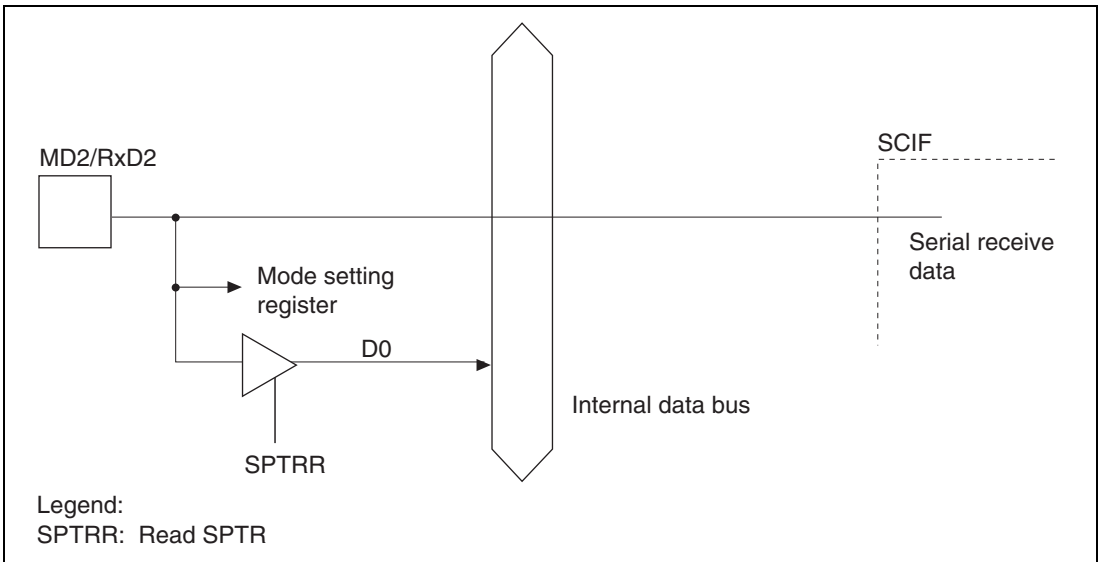 MD2/RxD2
SCIF
Serial receive
data
Mode setting
register
D0
Internal data bus
SPTRR
Legend:
SPTRR: Read SPTR